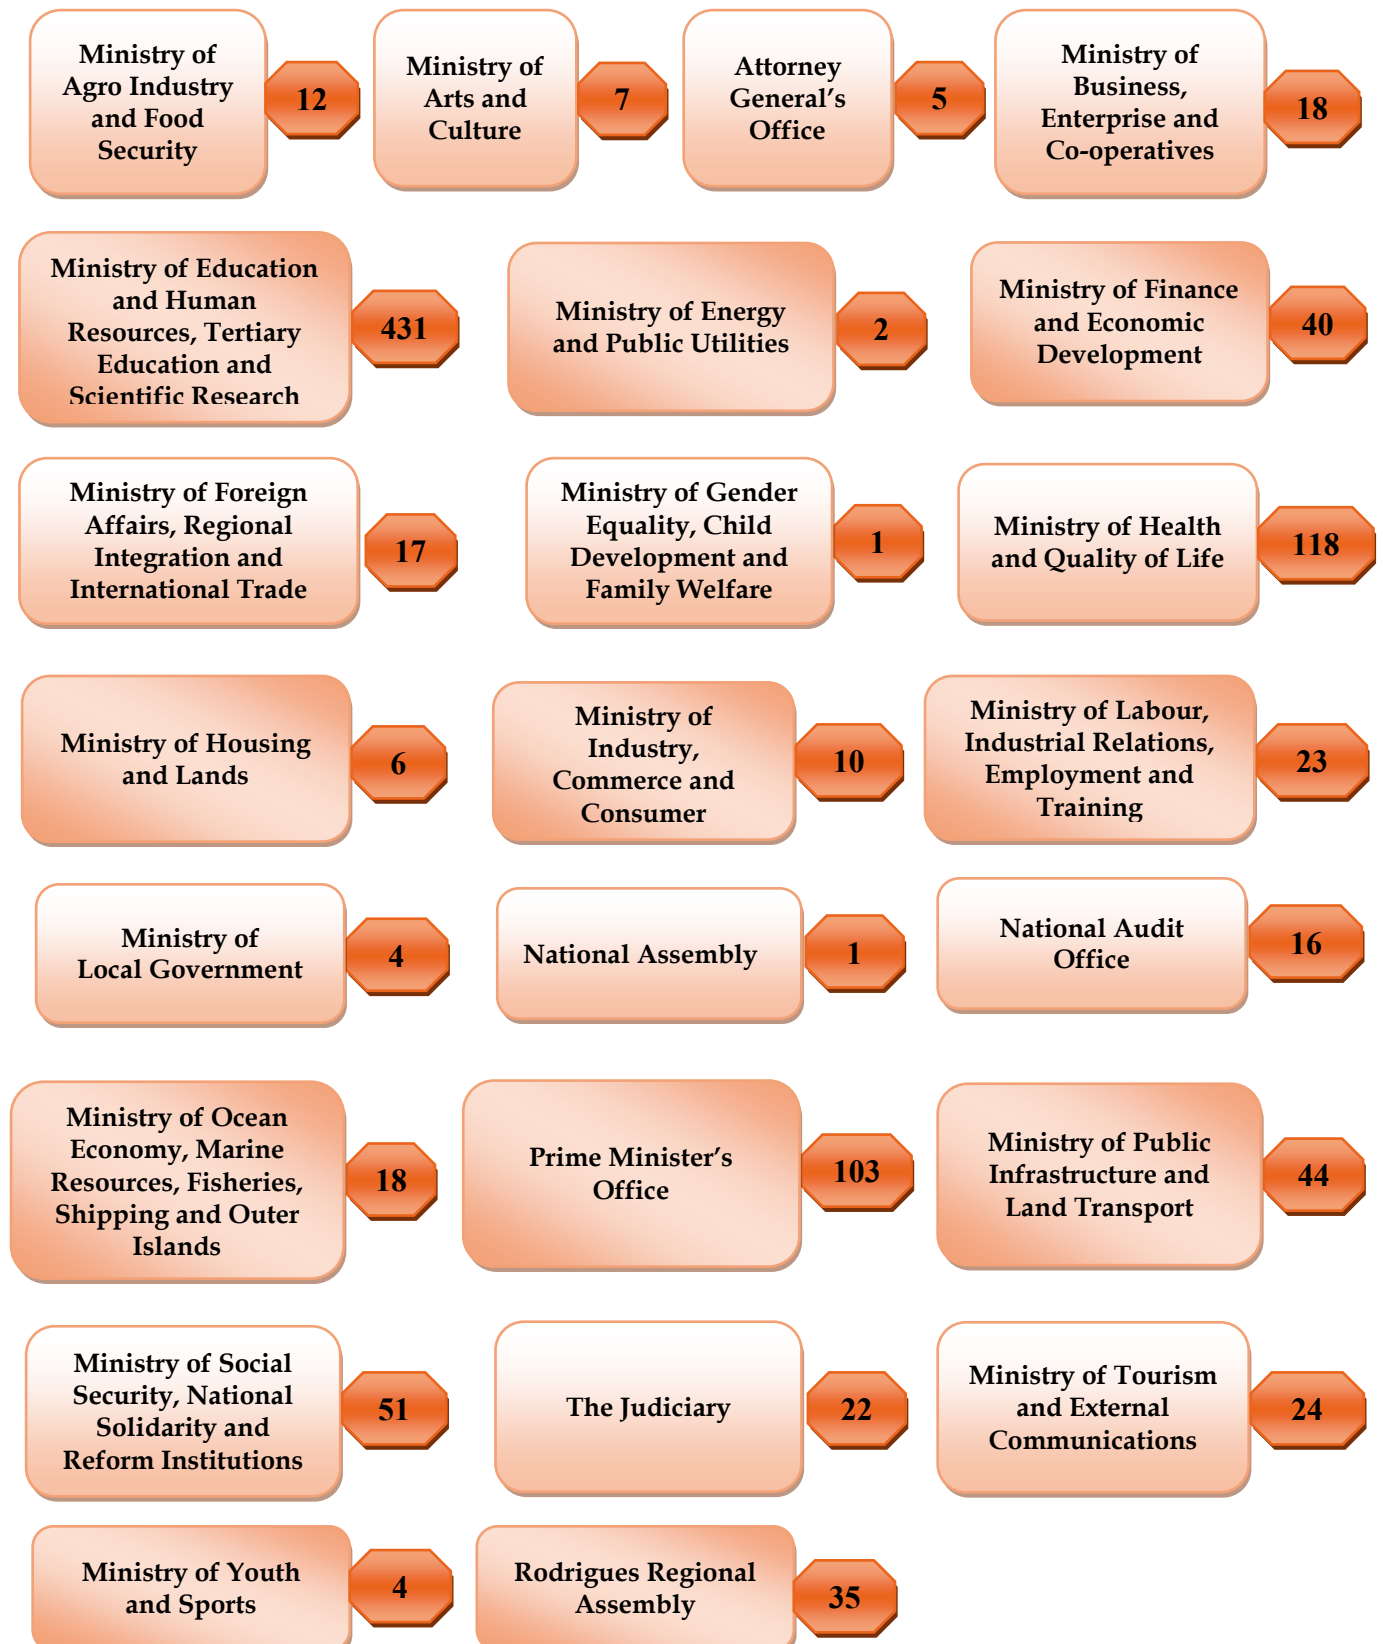 Ministry of
Agro Industry
and Food
Security
12
Ministry of
Arts and
Culture
7
Attorney
General's
Office
5
Ministry of
Business,
Enterprise and
Co-operatives
18
Ministry of Education
and Human
Resources, Tertiary
Education and
Scientific Research
431
Ministry of Energy
and Public Utilities
2
Ministry of Finance
and Economic
Development
40
Ministry of Foreign
Affairs, Regional
Integration and
International Trade
17
Ministry of Gender
Equality, Child
Development and
Family Welfare
1
Ministry of Health
and Quality of Life
118
Ministry of Housing
and Lands
6
Ministry of
Industry,
Commerce and
Consumer
10
Ministry of Labour,
Industrial Relations,
Employment and
Training
23
Ministry of
Local Government
4
National Assembly
1
National Audit
Office
16
Ministry of Ocean
Economy, Marine
Resources, Fisheries,
Shipping and Outer
Islands
18
Prime Minister's
Office
103
Ministry of Public
Infrastructure and
Land Transport
44
Ministry of Social
Security, National
Solidarity and
Reform Institutions
51
The Judiciary
22
Ministry of Tourism
and External
Communications
24
Ministry of Youth
and Sports
4
Rodrigues Regional
Assembly
35